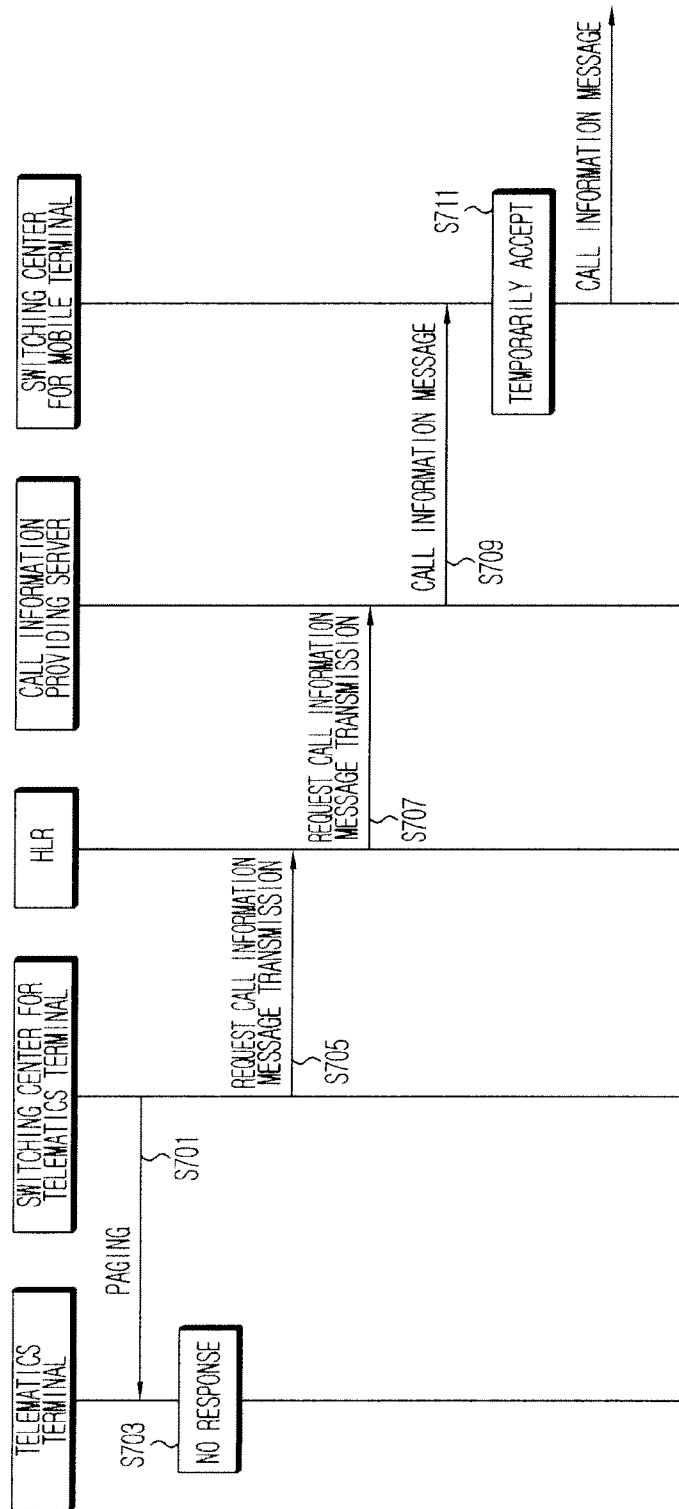 TELEMATICS
TERMINAL
SWITCHING CENTER FOR
TELEMATICS TERMINAL
HLR
CALL INFORMATION
PROVIDING SERVER
SWITCHING CENTER
FOR MOBILE TERMINAL
PAGING
S701
S703
NO RESPONSE
REQUEST CALL INFORMATION
MESSAGE TRANSMISSION
S705
REQUEST CALL INFORMATION
MESSAGE TRANSMISSION
S707
CALL INFORMATION MESSAGE
S709
S711
TEMPORARILY ACCEPT
CALL INFORMATION MESSAGE